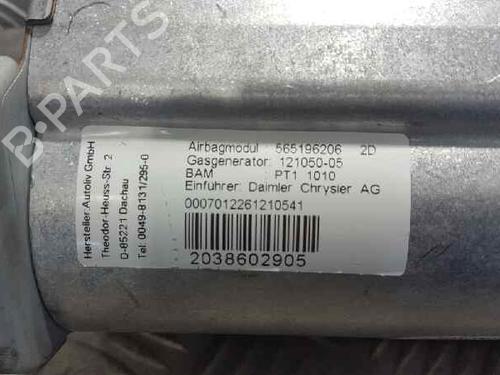 Hersteller:Autoliv GmbH
Theodor-Heuss-Str. 2
D-85221 Dachau
Tel: 0049-8131/295-0
Airbagmodul : 565196206 2D
Gasgenerator: 121050-05
BAM : PT1 1010
Einführer: Daimler Chrysler AG
0007012261210541
2038602905
B-PARTS